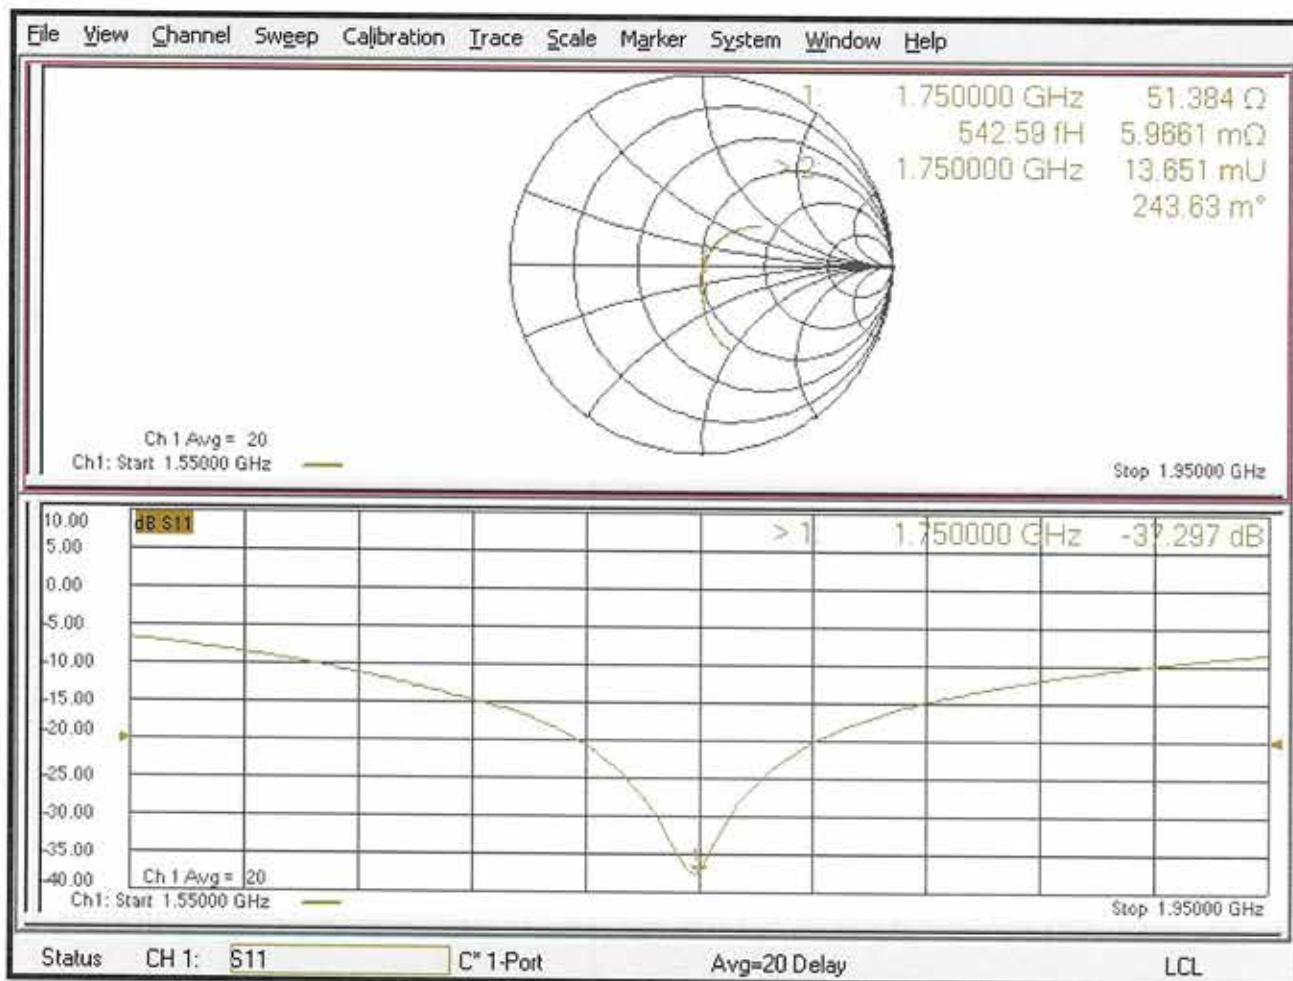 File View Channel Sweep Calibration Trace Scale Marker System Window Help
1: 1.750000 GHz 51.384 Ω
542.59 fH 5.9661 mΩ
> 2: 1.750000 GHz 13.651 mU
243.63 m°
Ch 1 Avg = 20
Ch1: Start 1.55000 GHz Stop 1.95000 GHz
10.00 dB S11 > 1: 1.750000 GHz -37.297 dB
5.00
0.00
-5.00
-10.00
-15.00
-20.00
-25.00
-30.00
-35.00
1
-40.00 Ch 1 Avg = 20
Ch1: Start 1.55000 GHz Stop 1.95000 GHz
Status CH 1: S11 C* 1-Port Avg=20 Delay LCL